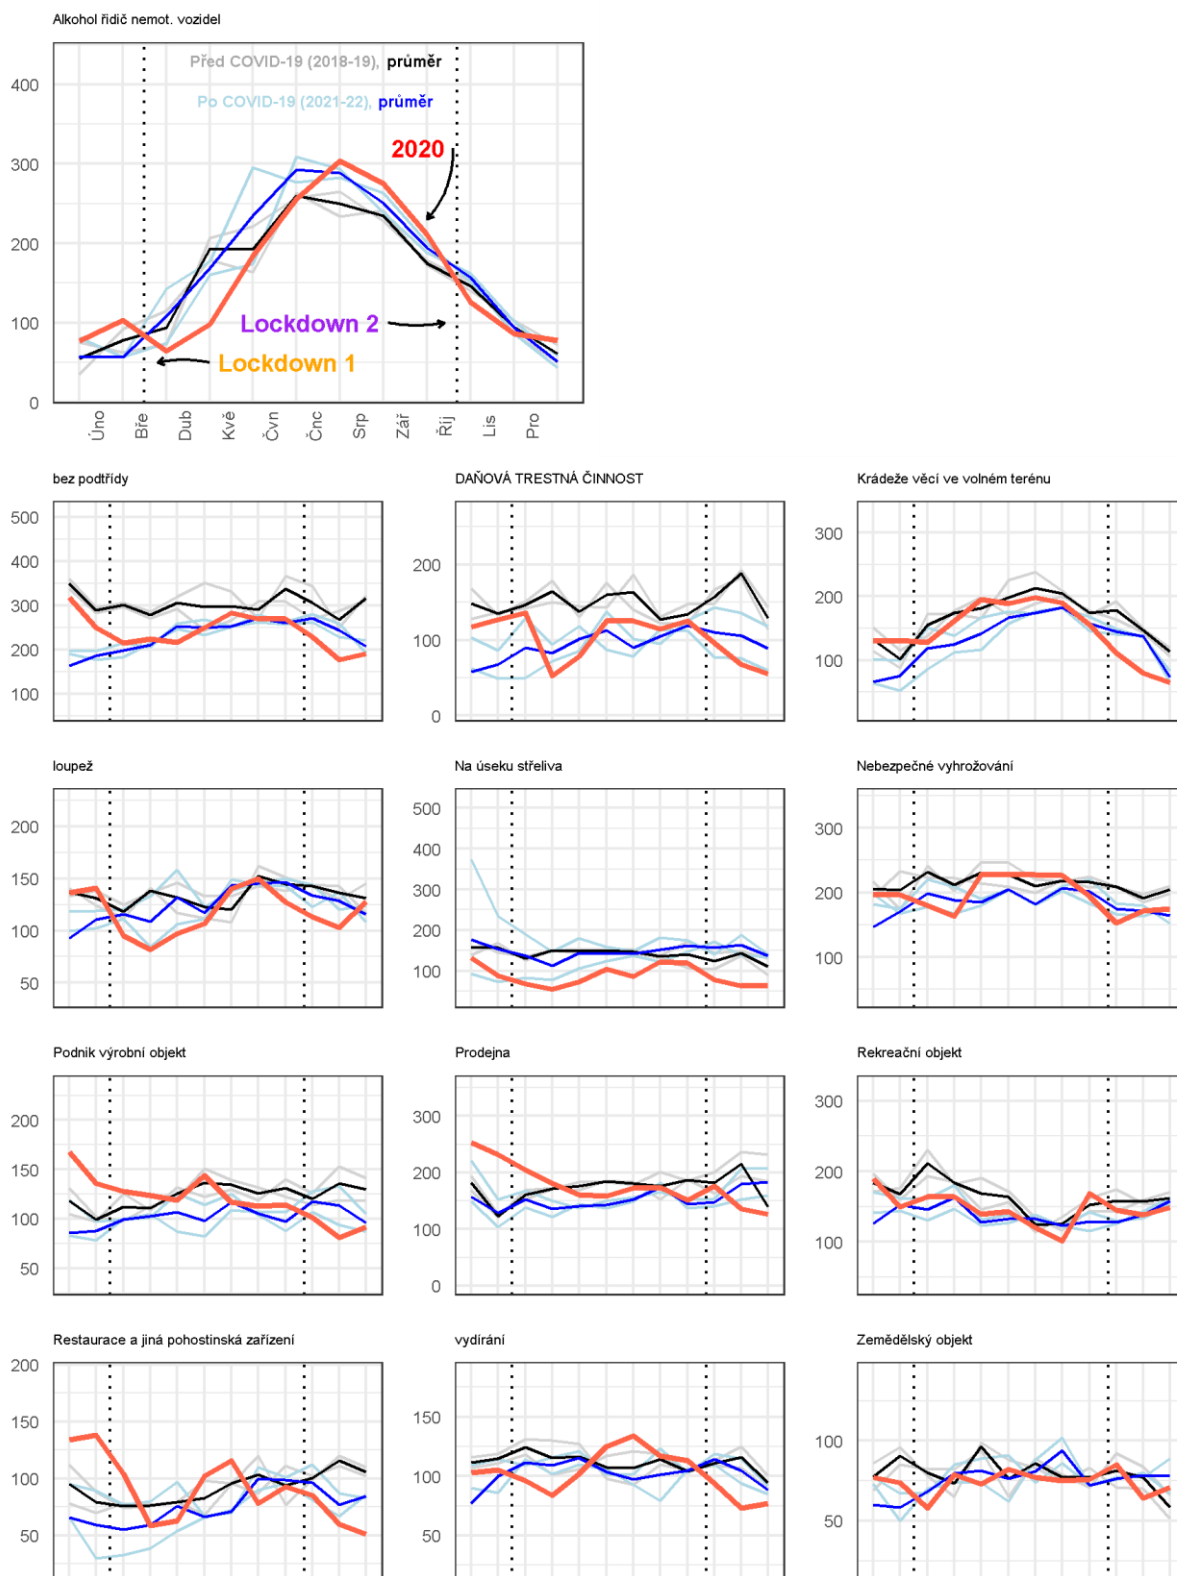 Alkohol řidič nemot. vozidel
400
300
200
100
0
Před COVID-19 (2018-19), průměr
Po COVID-19 (2021-22), průměr
2020
Lockdown 2
Lockdown 1
Úno
Bře
Dub
Kvě
Čvn
Čnc
Srp
Zář
Říj
Lis
Pro
bez podtřídy
500
400
300
200
100
DAŇOVÁ TRESTNÁ ČINNOST
200
100
0
Krádeže věcí ve volném terénu
300
200
100
loupež
200
150
100
50
Na úseku střeliva
500
400
300
200
100
Nebezpečné vyhrožování
300
200
100
Podnik výrobní objekt
200
150
100
50
Prodejna
300
200
100
0
Rekreační objekt
300
200
100
Restaurace a jiná pohostinská zařízení
200
150
100
50
vydírání
150
100
50
Zemědělský objekt
100
50